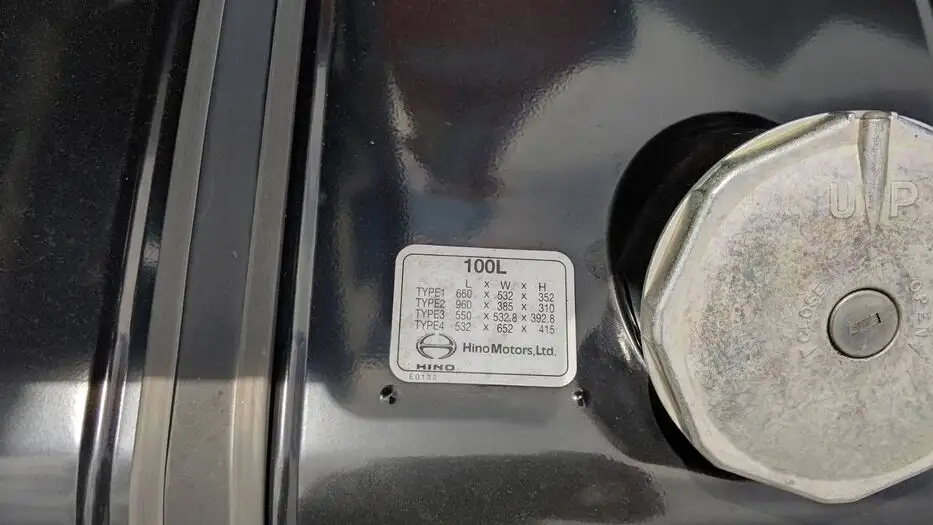 100L
L × W × H
TYPE1 660 × 532 × 352
TYPE2 960 × 385 × 310
TYPE3 550 × 532.8 × 392.8
TYPE4 532 × 652 × 415
Hino Motors, Ltd.
HINO
E0132
UP
CLOSE
OPEN